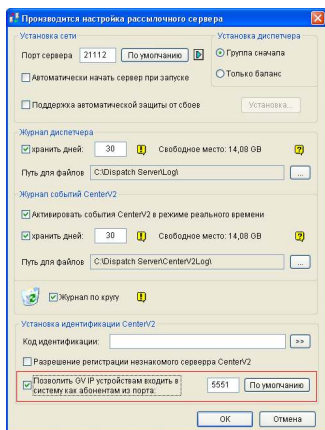 Производится настройка рассылочного сервера
Установка сети
Установка диспетчера
Порт сервера 21112 По умолчанию
Группа сначала
Автоматически начать сервер при запуске
Только баланс
Поддержка автоматической защиты от сбоев
Установка...
Журнал диспетчера
хранить дней: 30 Свободное место: 14,08 GB
Путь для файлов C:\Dispatch Server\Log\ ...
Журнал событий CenterV2
Активировать события CenterV2 в режиме реального времени
хранить дней: 30 Свободное место: 14,08 GB
Путь для файлов C:\Dispatch Server\CenterV2Log\ ...
Журнал по кругу
Установка идентификации CenterV2
Код идентификации: >>
Разрешение регистрации незнакомого серверра CenterV2
Позволить GV IP устройствам входить в
систему как абонентам из порта: 5551 По умолчанию
OK Отмена